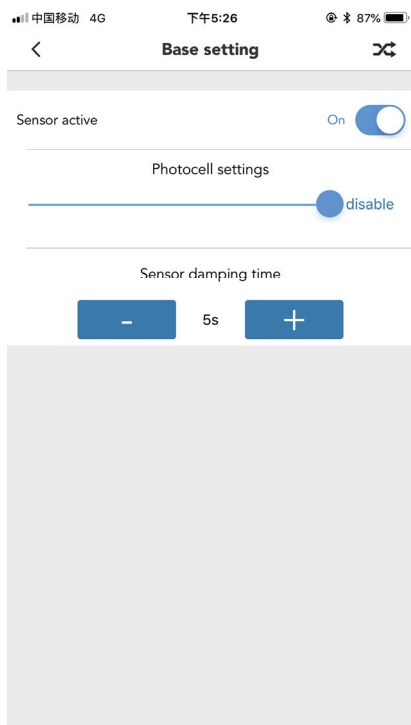 中国移动 4G 下午5:26 87%
Base setting
Sensor active On
Photocell settings
disable
Sensor damping time
- 5s +